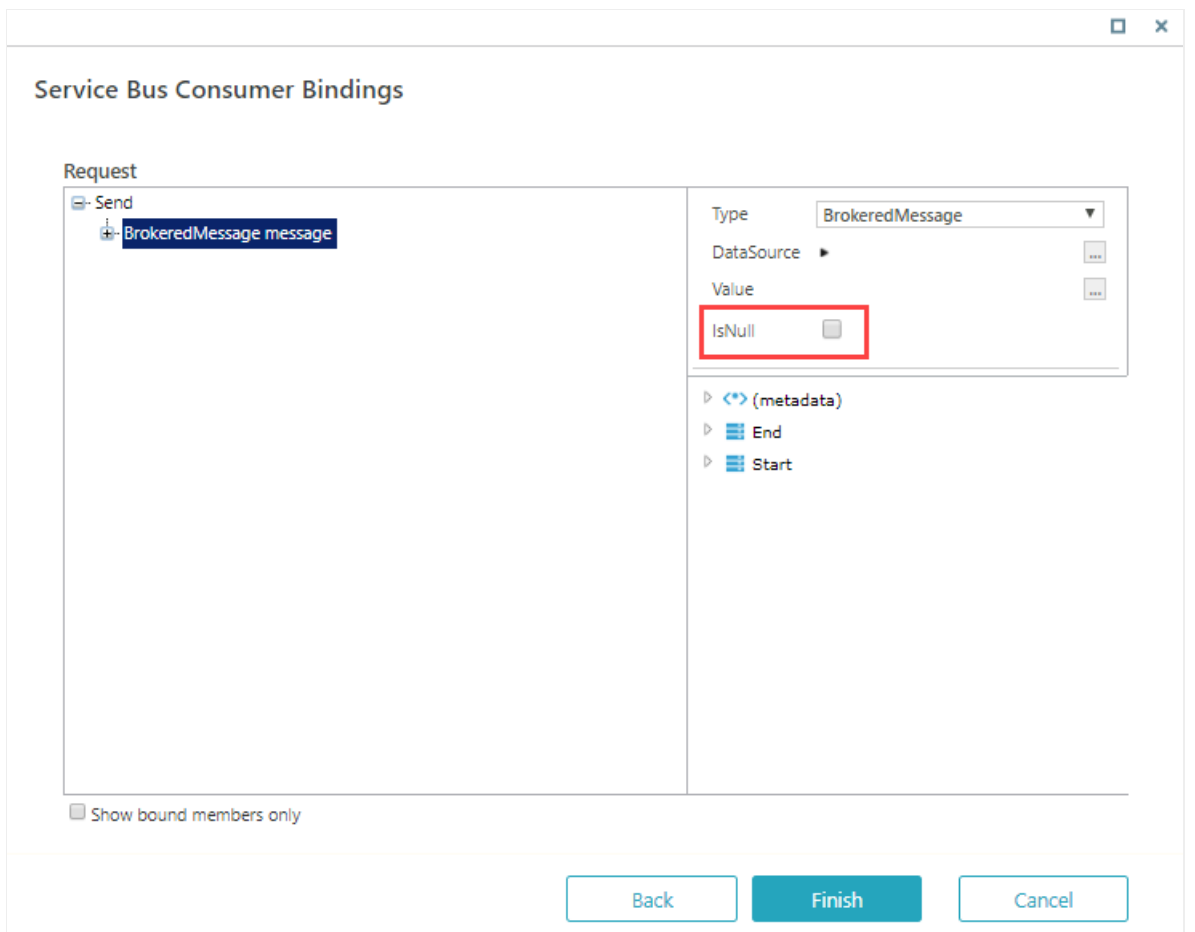 Service Bus Consumer Bindings
Request
Send
BrokeredMessage message
Type BrokeredMessage
DataSource ...
Value ...
IsNull
<*> (metadata)
End
Start
Show bound members only
Back Finish Cancel